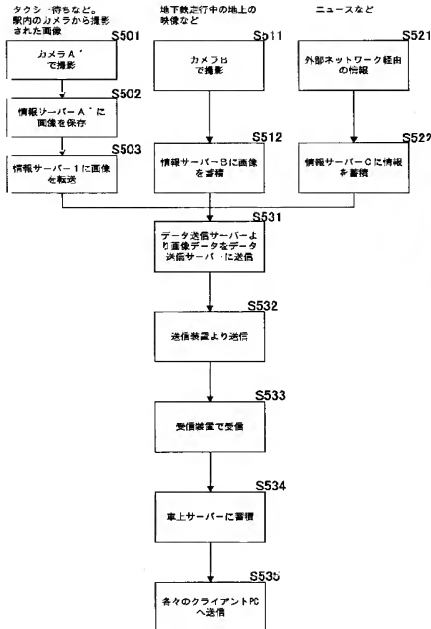 タクシー待ちなど。
駅内のカメラから撮影
された画像
地下鉄走行中の地上の
映像など
ニュースなど
S501
カメラA'
で撮影
S502
情報サーバーA'に
画像を保存
S503
情報サーバー1に画像
を転送
S511
カメラB
で撮影
S512
情報サーバーBに画像
を蓄積
S521
外部ネットワーク経由
の情報
S522
情報サーバーCに情報
を蓄積
S531
データ送信サーバーよ
り画像データをデータ
送信サーバーに送信
S532
送信装置より送信
S533
受信装置で受信
S534
車上サーバーに蓄積
S535
各々のクライアントPC
へ送信